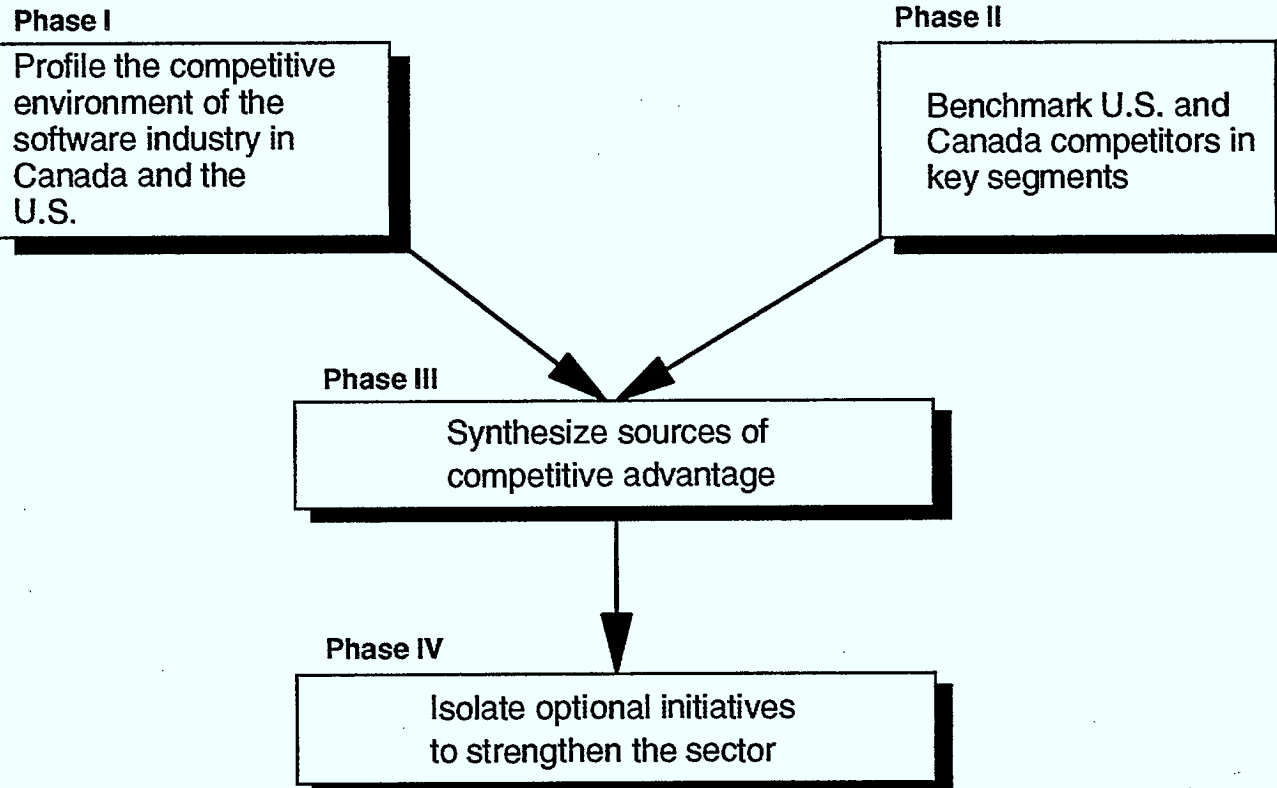 Phase I
Profile the competitive
environment of the
software industry in
Canada and the
U.S.
Phase II
Benchmark U.S. and
Canada competitors in
key segments
Phase III
Synthesize sources of
competitive advantage
Phase IV
Isolate optional initiatives
to strengthen the sector